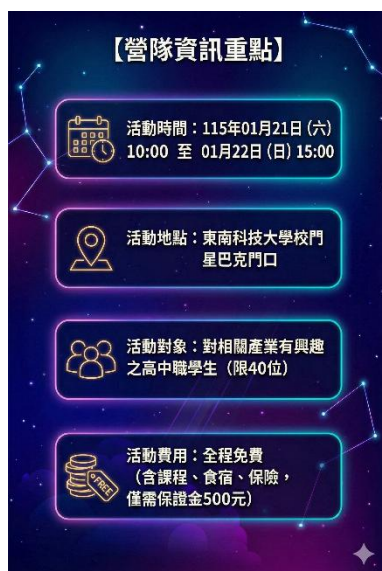 【營隊資訊重點】
活動時間：115年01月21日(六)
10:00 至 01月22日(日) 15:00
活動地點：東南科技大學校門
星巴克門口
活動對象：對相關產業有興趣
之高中職學生（限40位）
活動費用：全程免費
（含課程、食宿、保險，
僅需保證金500元）
FREE